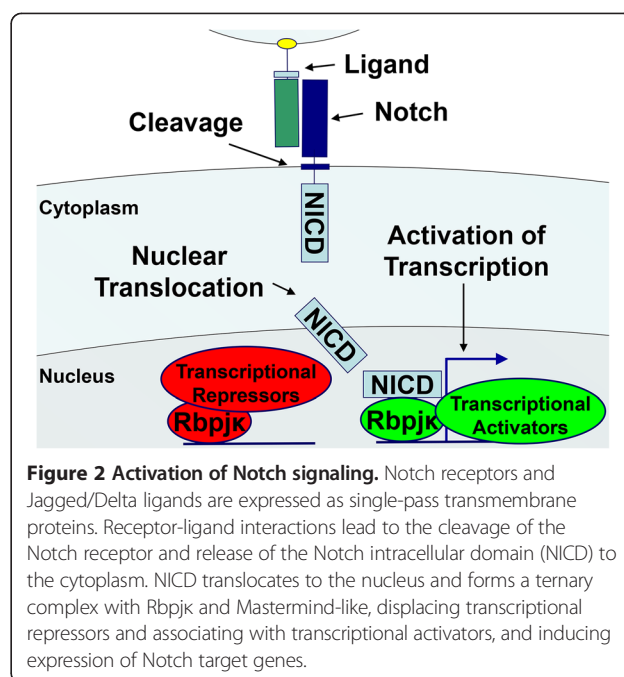 Ligand
Notch
Cleavage
Cytoplasm
NICD
Activation of
Transcription
Nuclear
Translocation
NICD
Nucleus
Transcriptional
Repressors
Rbpjκ
NICD
Rbpjκ
Transcriptional
Activators
Figure 2 Activation of Notch signaling. Notch receptors and
Jagged/Delta ligands are expressed as single-pass transmembrane
proteins. Receptor-ligand interactions lead to the cleavage of the
Notch receptor and release of the Notch intracellular domain (NICD) to
the cytoplasm. NICD translocates to the nucleus and forms a ternary
complex with Rbpjκ and Mastermind-like, displacing transcriptional
repressors and associating with transcriptional activators, and inducing
expression of Notch target genes.